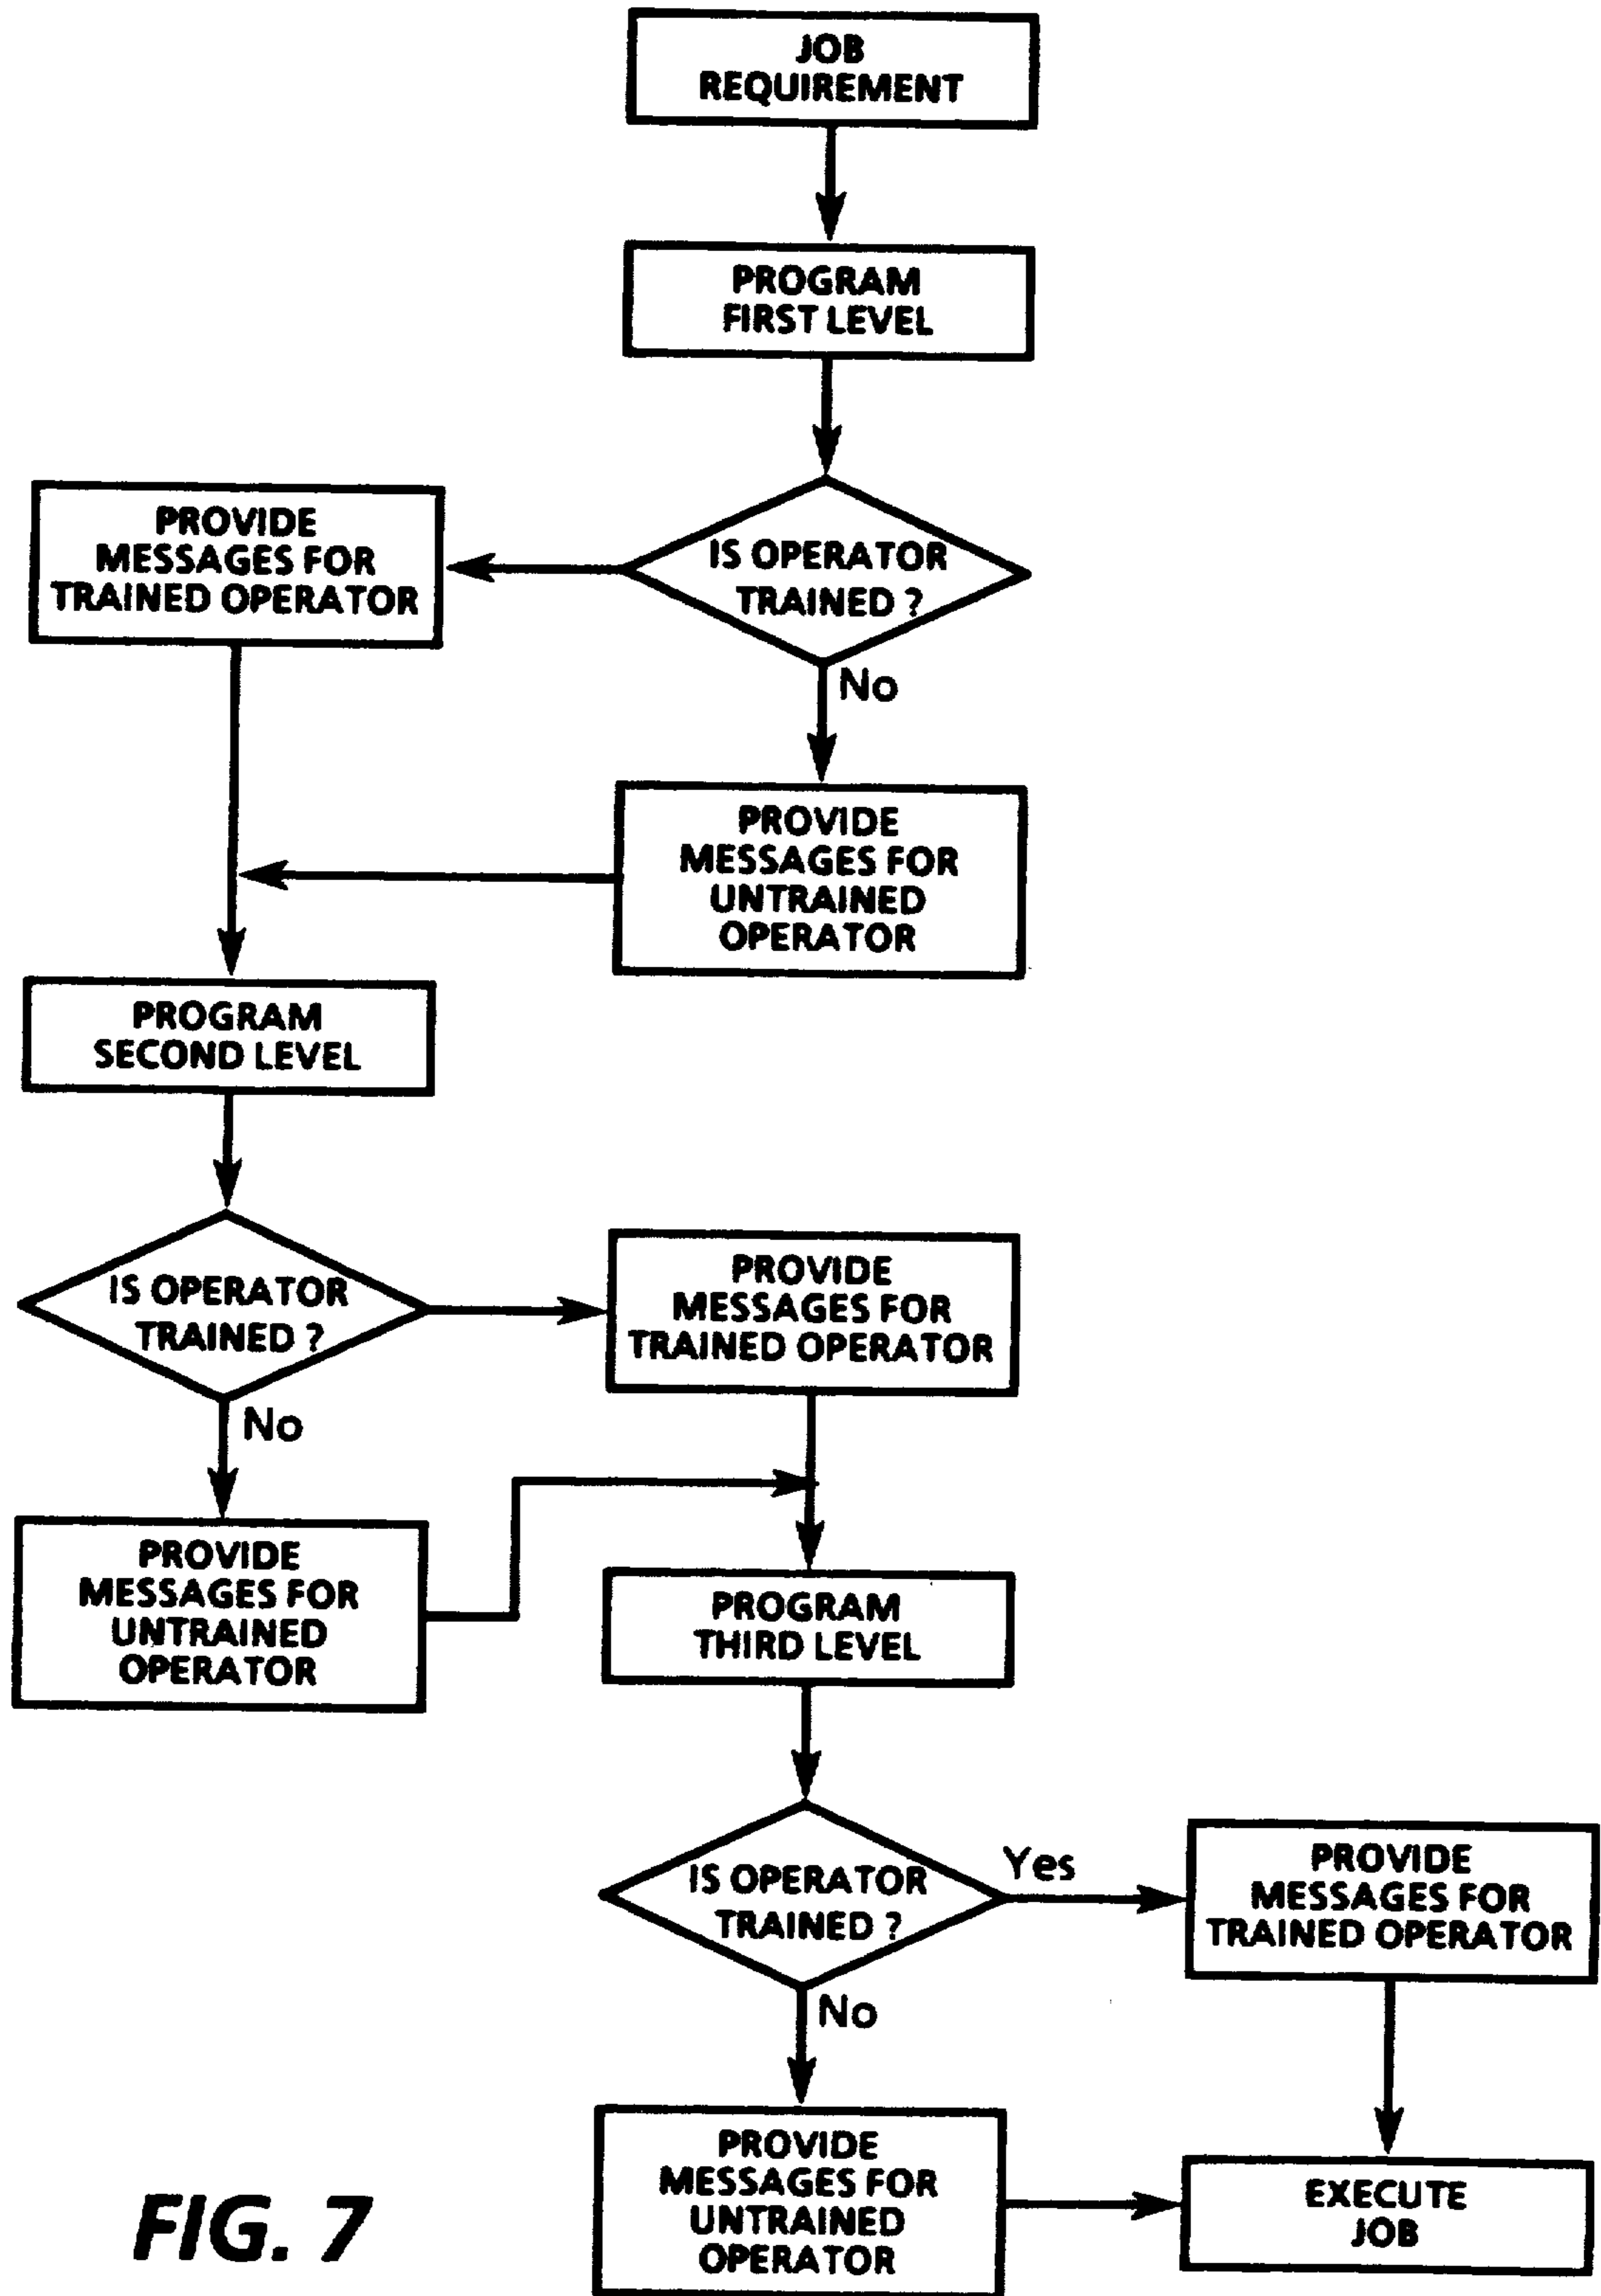 JOB
REQUIREMENT
PROGRAM
FIRST LEVEL
IS OPERATOR
TRAINED ?
PROVIDE
MESSAGES FOR
TRAINED OPERATOR
No
PROVIDE
MESSAGES FOR
UNTRAINED
OPERATOR
PROGRAM
SECOND LEVEL
IS OPERATOR
TRAINED ?
PROVIDE
MESSAGES FOR
TRAINED OPERATOR
No
PROVIDE
MESSAGES FOR
UNTRAINED
OPERATOR
PROGRAM
THIRD LEVEL
IS OPERATOR
TRAINED ?
Yes
PROVIDE
MESSAGES FOR
TRAINED OPERATOR
No
PROVIDE
MESSAGES FOR
UNTRAINED
OPERATOR
EXECUTE
JOB
FIG. 7